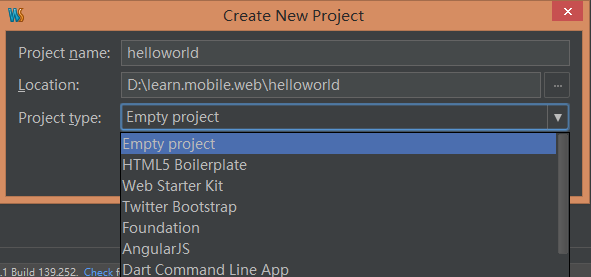 WS Create New Project
Project name: helloworld
Location: D:\learn.mobile.web\helloworld ...
Project type: Empty project
Empty project
HTML5 Boilerplate
Web Starter Kit
Twitter Bootstrap
Foundation
AngularJS
Dart Command Line App
.1 Build 139.252. Check f